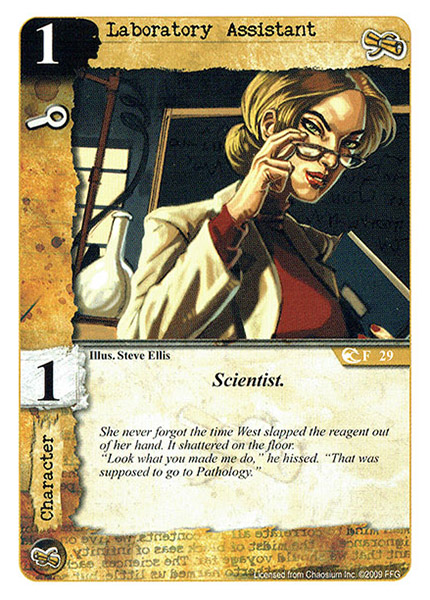 1
Laboratory Assistant
Illus. Steve Ellis
F 29
1
Scientist.
She never forgot the time West slapped the reagent out
of her hand. It shattered on the floor.
“Look what you made me do,” he hissed. “That was
supposed to go to Pathology.”
Character
Licensed from Chaosium Inc. ©2009 FFG